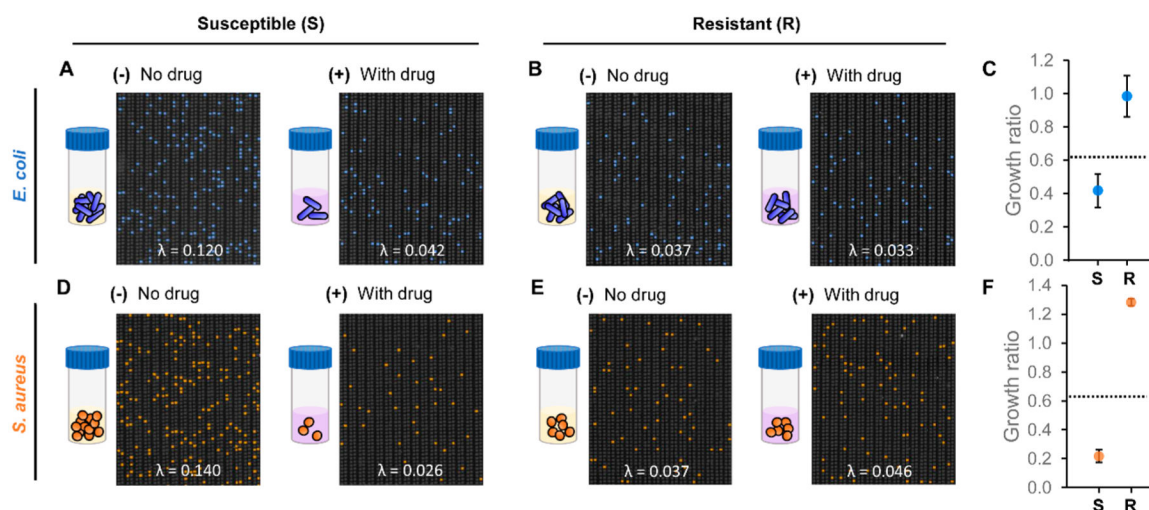 Susceptible (S)
Resistant (R)
A
(-) No drug
(+) With drug
B
(-) No drug
(+) With drug
C
E. coli
λ = 0.120
λ = 0.042
λ = 0.037
λ = 0.033
Growth ratio
1.2
1.0
0.8
0.6
0.4
0.2
0.0
S R
D
(-) No drug
(+) With drug
E
(-) No drug
(+) With drug
F
S. aureus
λ = 0.140
λ = 0.026
λ = 0.037
λ = 0.046
Growth ratio
1.4
1.2
1.0
0.8
0.6
0.4
0.2
0.0
S R